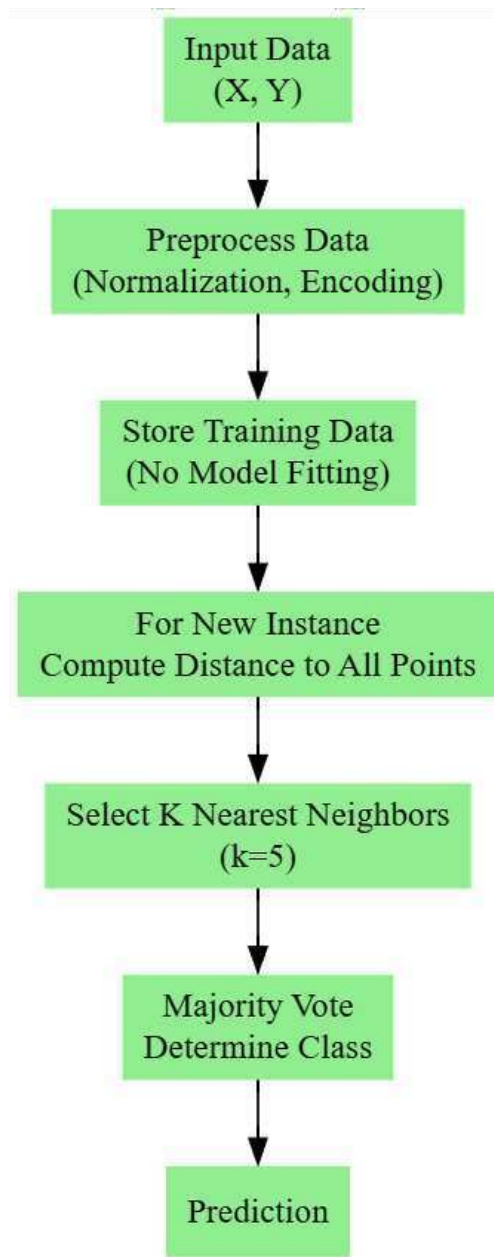 Input Data
(X, Y)
Preprocess Data
(Normalization, Encoding)
Store Training Data
(No Model Fitting)
For New Instance
Compute Distance to All Points
Select K Nearest Neighbors
(k=5)
Majority Vote
Determine Class
Prediction